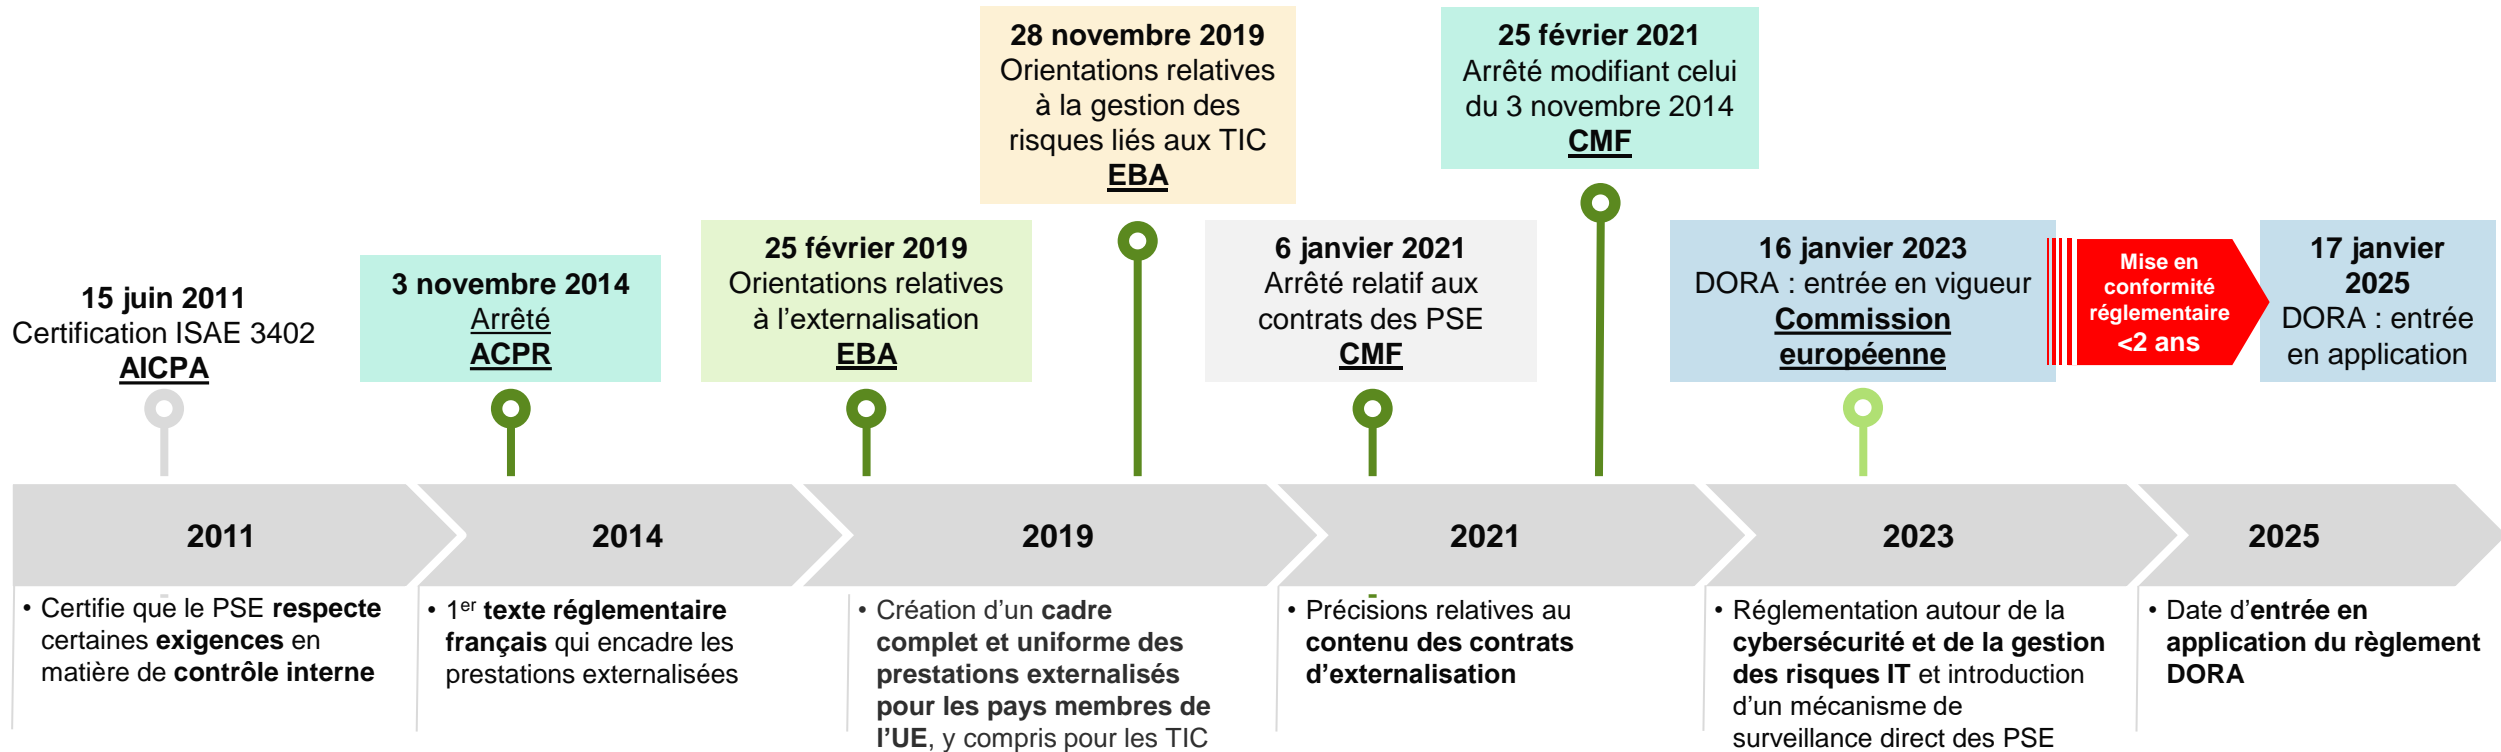 15 juin 2011
Certification ISAE 3402
AICPA
3 novembre 2014
Arrêté
ACPR
25 février 2019
Orientations relatives
à l’externalisation
EBA
28 novembre 2019
Orientations relatives
à la gestion des
risques liés aux TIC
EBA
6 janvier 2021
Arrêté relatif aux
contrats des PSE
CMF
25 février 2021
Arrêté modifiant celui
du 3 novembre 2014
CMF
16 janvier 2023
DORA : entrée en vigueur
Commission
européenne
Mise en
conformité
réglementaire
<2 ans
17 janvier
2025
DORA : entrée
en application
2011
2014
2019
2021
2023
2025
• Certifie que le PSE respecte
certaines exigences en
matière de contrôle interne
• 1er texte réglementaire
français qui encadre les
prestations externalisées
• Création d’un cadre
complet et uniforme des
prestations externalisés
pour les pays membres de
l’UE, y compris pour les TIC
• Précisions relatives au
contenu des contrats
d’externalisation
• Réglementation autour de la
cybersécurité et de la gestion
des risques IT et introduction
d’un mécanisme de
surveillance direct des PSE
• Date d’entrée en
application du règlement
DORA